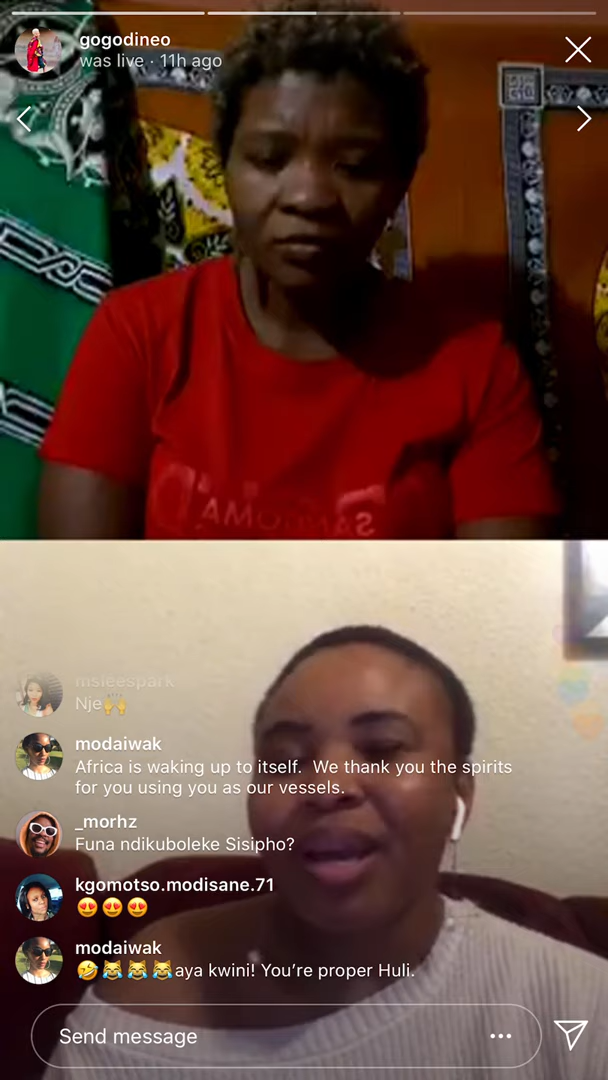 gogodineo
was live · 11h ago
msleespark
Nje🙌
modaiwak
Africa is waking up to itself.  We thank you the spirits
for you using you as our vessels.
_morhz
Funa ndikuboleke Sisipho?
kgomotso.modisane.71
😍😍😍
modaiwak
🤣😹😹😹aya kwini! You're proper Huli.
Send message